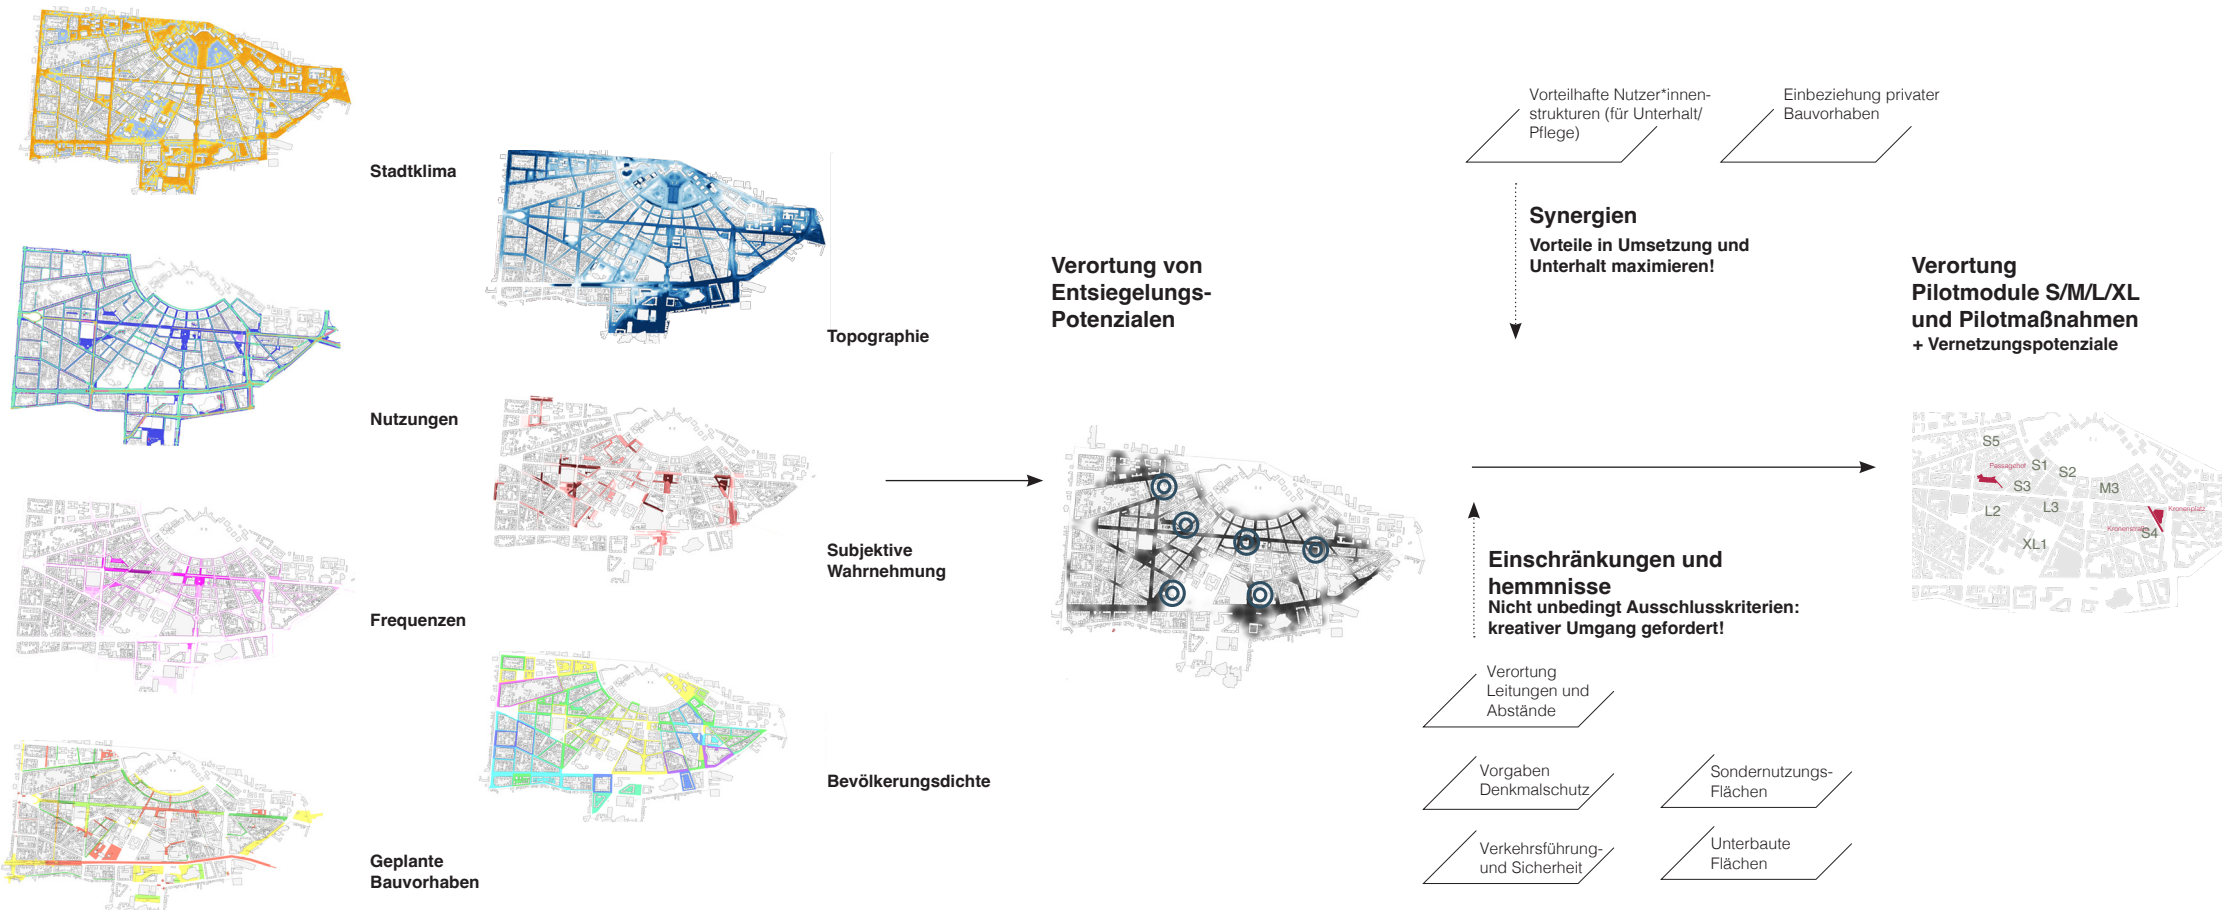 Stadtklima
Nutzungen
Frequenzen
Geplante
Bauvorhaben
Topographie
Subjektive
Wahrnehmung
Bevölkerungsdichte
Verortung von
Entsiegelungs-
Potenzialen
Vorteilhafte Nutzer*innen-
strukturen (für Unterhalt/
Pflege)
Einbeziehung privater
Bauvorhaben
Synergien
Vorteile in Umsetzung und
Unterhalt maximieren!
Einschränkungen und
hemmnisse
Nicht unbedingt Ausschlusskriterien:
kreativer Umgang gefordert!
Verortung
Leitungen und
Abstände
Vorgaben
Denkmalschutz
Sondernutzungs-
Flächen
Verkehrsführung-
und Sicherheit
Unterbaute
Flächen
Verortung
Pilotmodule S/M/L/XL
und Pilotmaßnahmen
+ Vernetzungspotenziale
S5
Passagehof
S1
S2
S3
M3
L2
L3
Kronenplatz
Kronenstraße
S4
XL1